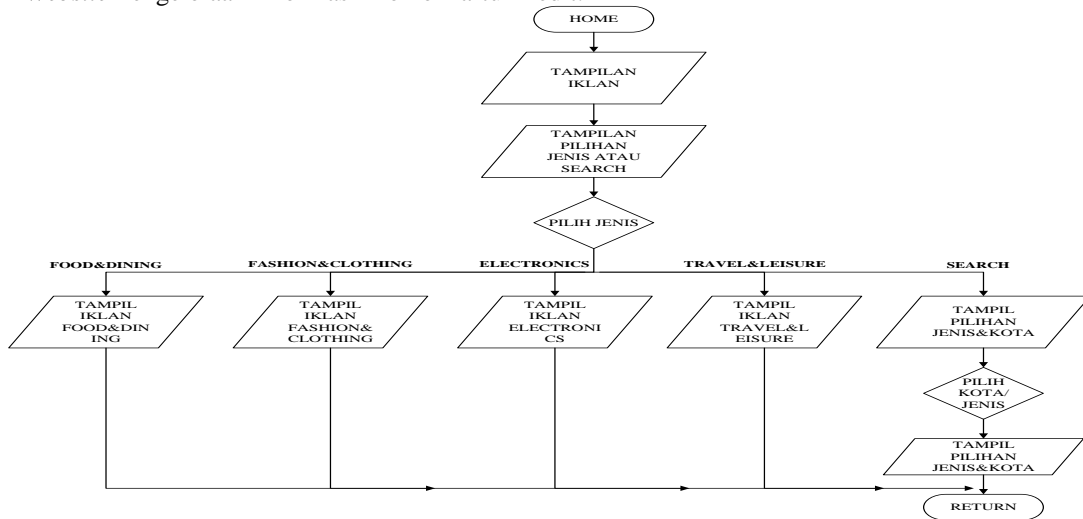 HOME
TAMPILAN
IKLAN
TAMPILAN
PILIHAN
JENIS ATAU
SEARCH
PILIH JENIS
FOOD&DINING
FASHION&CLOTHING
ELECTRONICS
TRAVEL&LEISURE
SEARCH
TAMPIL
IKLAN
FOOD&DIN
ING
TAMPIL
IKLAN
FASHION&
CLOTHING
TAMPIL
IKLAN
ELECTRONI
CS
TAMPIL
IKLAN
TRAVEL&L
EISURE
TAMPIL
PILIHAN
JENIS&KOTA
PILIH
KOTA/
JENIS
TAMPIL
PILIHAN
JENIS&KOTA
RETURN